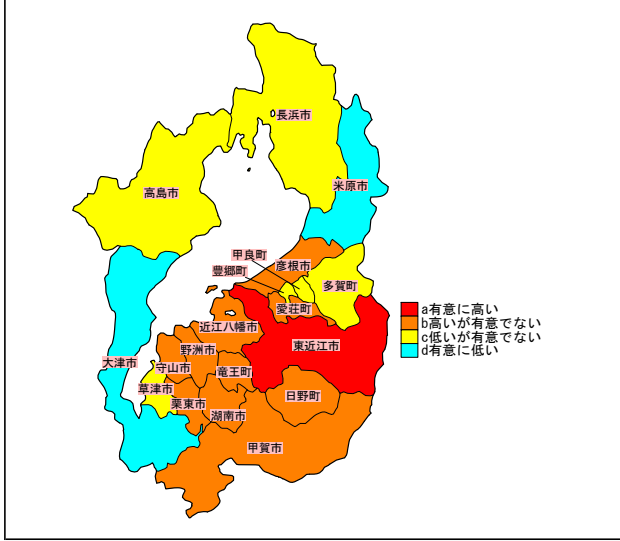 長浜市
米原市
高島市
甲良町
彦根市
豊郷町
多賀町
愛荘町
近江八幡市
東近江市
野洲市
大津市
守山市
竜王町
草津市
日野町
栗東市
湖南市
甲賀市
a有意に高い
b高いが有意でない
c低いが有意でない
d有意に低い